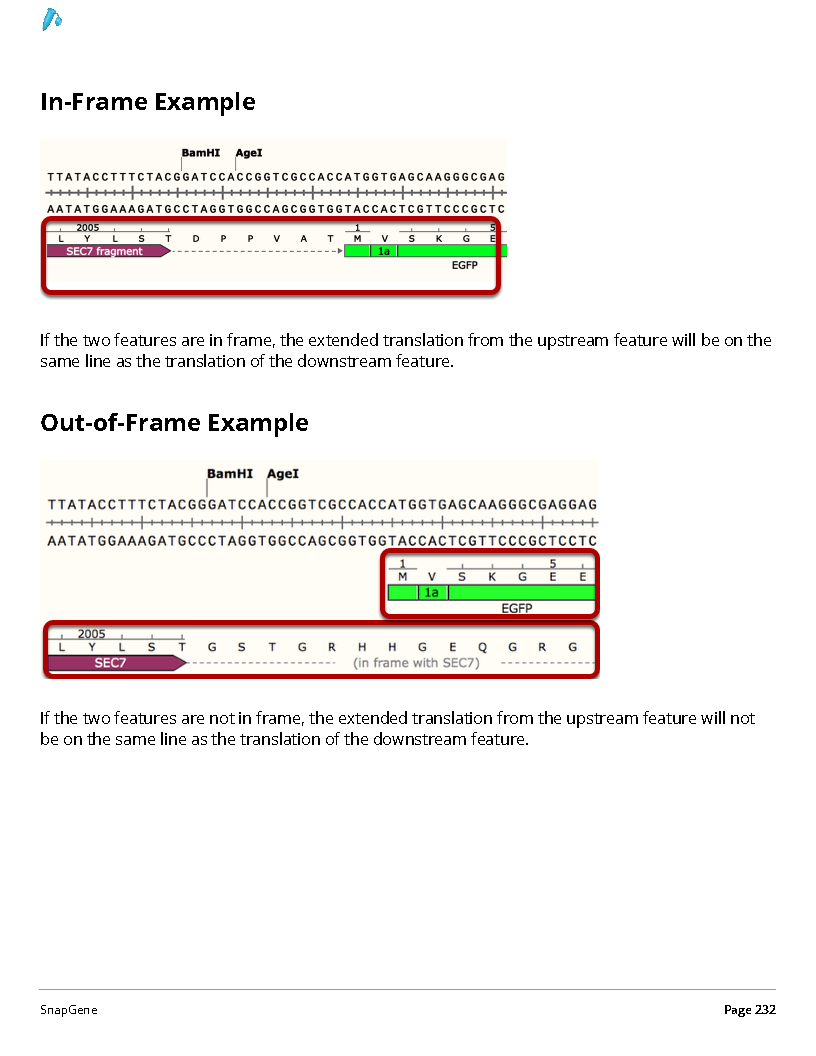 In-Frame Example
BamHI AgeI
TTATACCTTTCTACGGATCCACCGGTCGCCACCATGGTGAGCAAGGGCGAG
AATATGGAAAGATGCCTAGGTGGCCAGCGGTGGTACCACTCGTTCCCGCTC
2005 1 5
L Y L S T D P P V A T M V S K G E
SEC7 fragment 1a
EGFP
If the two features are in frame, the extended translation from the upstream feature will be on the
same line as the translation of the downstream feature.
Out-of-Frame Example
BamHI AgeI
TTATACCTTTCTACGGGATCCACCGGTCGCCACCATGGTGAGCAAGGGCGAGGAG
AATATGGAAAGATGCCCTAGGTGGCCAGCGGTGGTACCACTCGTTCCCGCTCCTC
1 5
M V S K G E E
1a
EGFP
2005
L Y L S T G S T G R H H G E Q G R G
SEC7 (in frame with SEC7)
If the two features are not in frame, the extended translation from the upstream feature will not
be on the same line as the translation of the downstream feature.
SnapGene Page 232